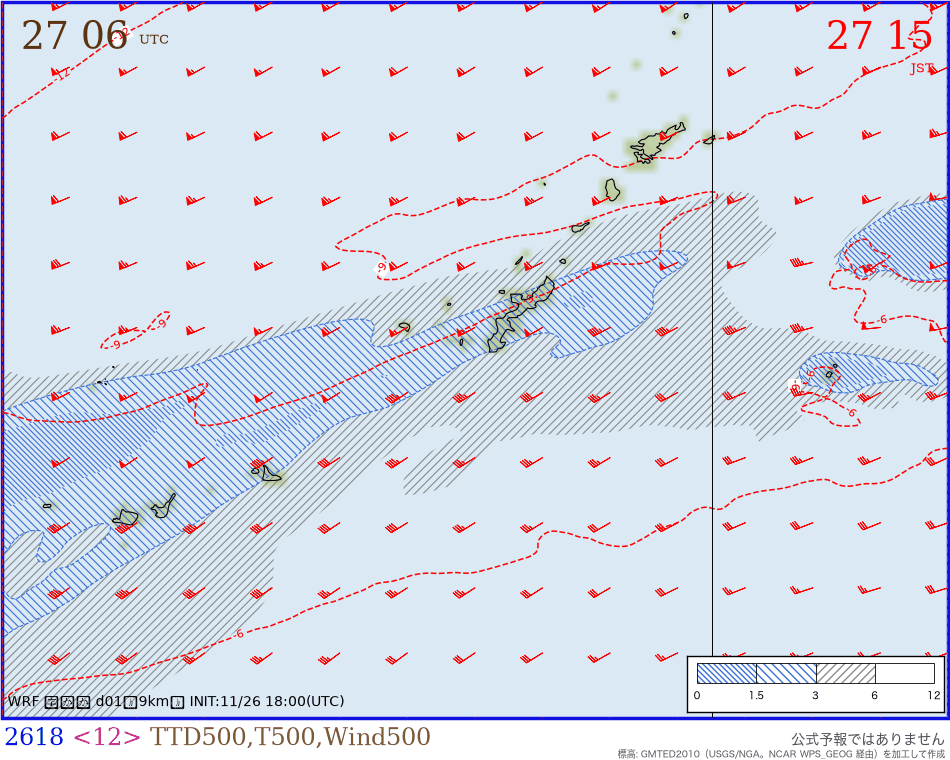 27 06 UTC
27 15
JST
-12
-12
-9
-9
-9
-6
-6
-6
-6
WRF d01 9km INIT:11/26 18:00(UTC)
0 1.5 3 6 12
2618 <12> TTD500,T500,Wind500
公式予報ではありません
標高: GMTED2010（USGS/NGA。NCAR WPS_GEOG 経由）を加工して作成